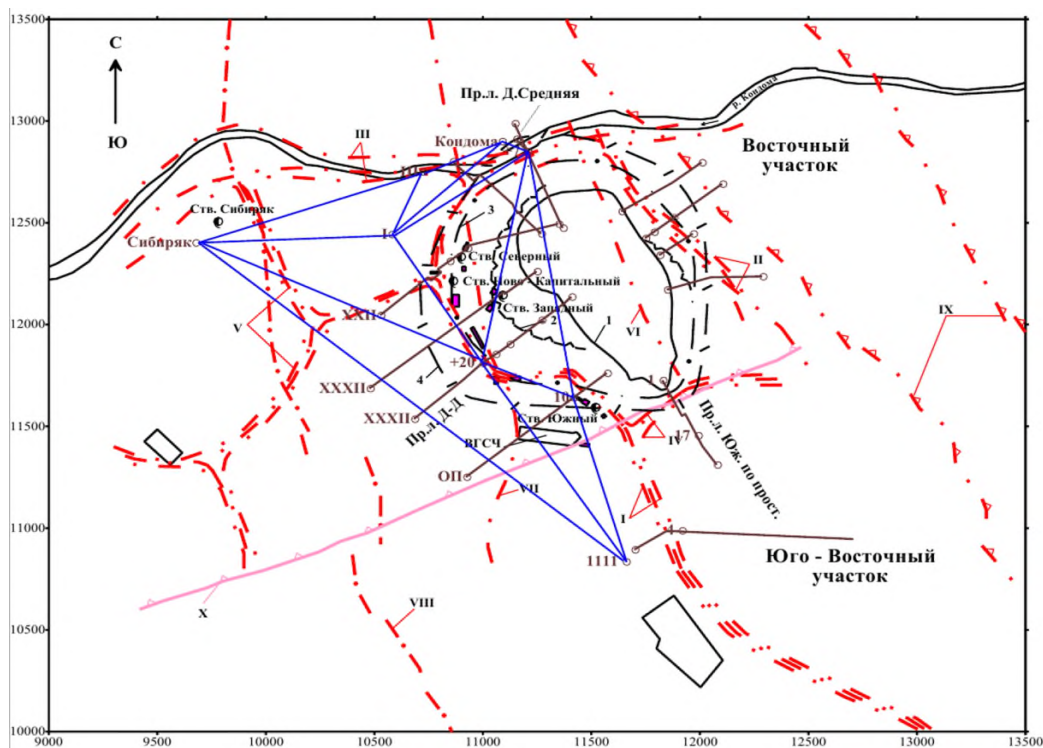 13500
С
Ю
Пр.л. Д.Средняя
р. Кондома
13000
III
Кондома
Восточный
участок
Ств. Сибиряк
3
12500
Сибиряк
I
Ств. Северный
II
Ств. Ново - Капитальный
Ств. Западный
IX
V
XXII
2
1
VI
12000
+20
4
XXXII
10
1
XXXII
Пр.л. Д-Д
Ств. Южный
Пр.л. Юж. по прост.
17
IV
11500
ВГСЧ
ОП
VII
I
11000
4
1111
Юго - Восточный
участок
X
VIII
10500
10000
9000
9500
10000
10500
11000
11500
12000
12500
13000
13500